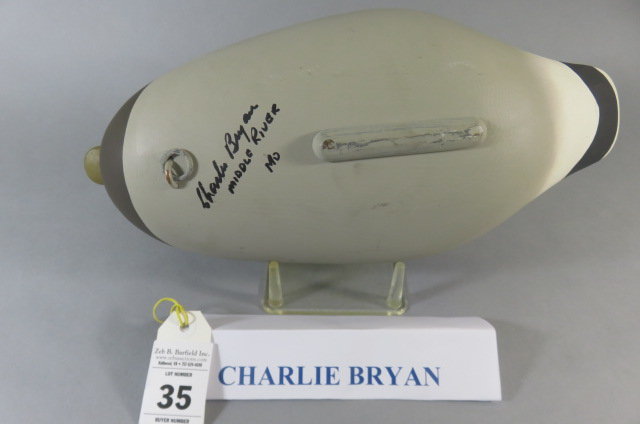 Charlie Bryan
MIDDLE RIVER
MD
Zeb B. Barfield Inc.
LOT NUMBER
35
BUYER NUMBER
CHARLIE BRYAN